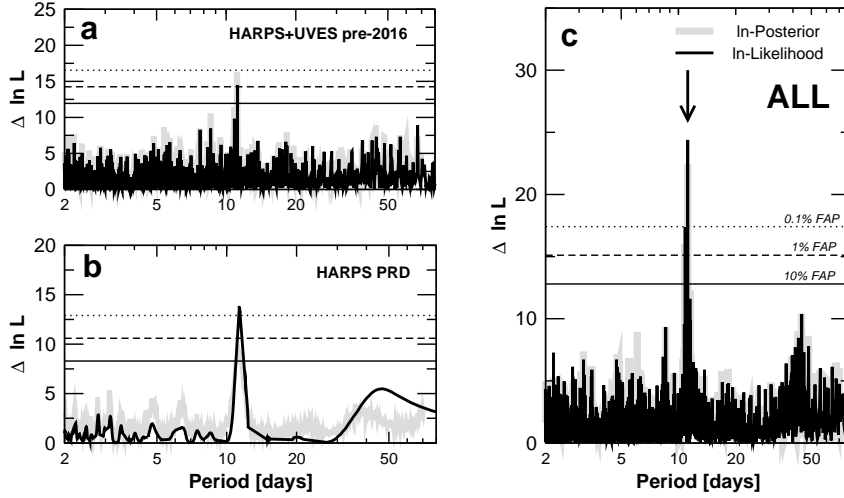 a
HARPS+UVES pre-2016
Δ ln L
25
20
15
10
5
0
2 5 10 20 50
b
HARPS PRD
Δ ln L
20
15
10
5
0
2 5 10 20 50
Period [days]
c
ln-Posterior
ln-Likelihood
ALL
Δ ln L
30
20
10
0
0.1% FAP
1% FAP
10% FAP
2 5 10 20 50
Period [days]